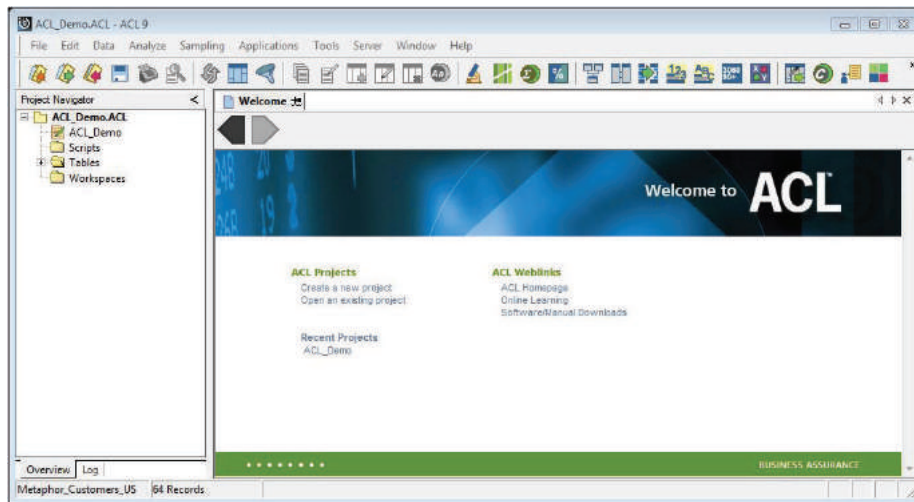 ACL_Demo.ACL - ACL 9
File Edit Data Analyze Sampling Applications Tools Server Window Help
Project Navigator
Welcome
ACL_Demo.ACL
ACL_Demo
Scripts
Tables
Workspaces
Welcome to ACL
ACL Projects
Create a new project
Open an existing project
Recent Projects
ACL_Demo
ACL Weblinks
ACL Homepage
Online Learning
Software/Manual Downloads
BUSINESS ASSURANCE
Overview Log
Metaphor_Customers_US 64 Records